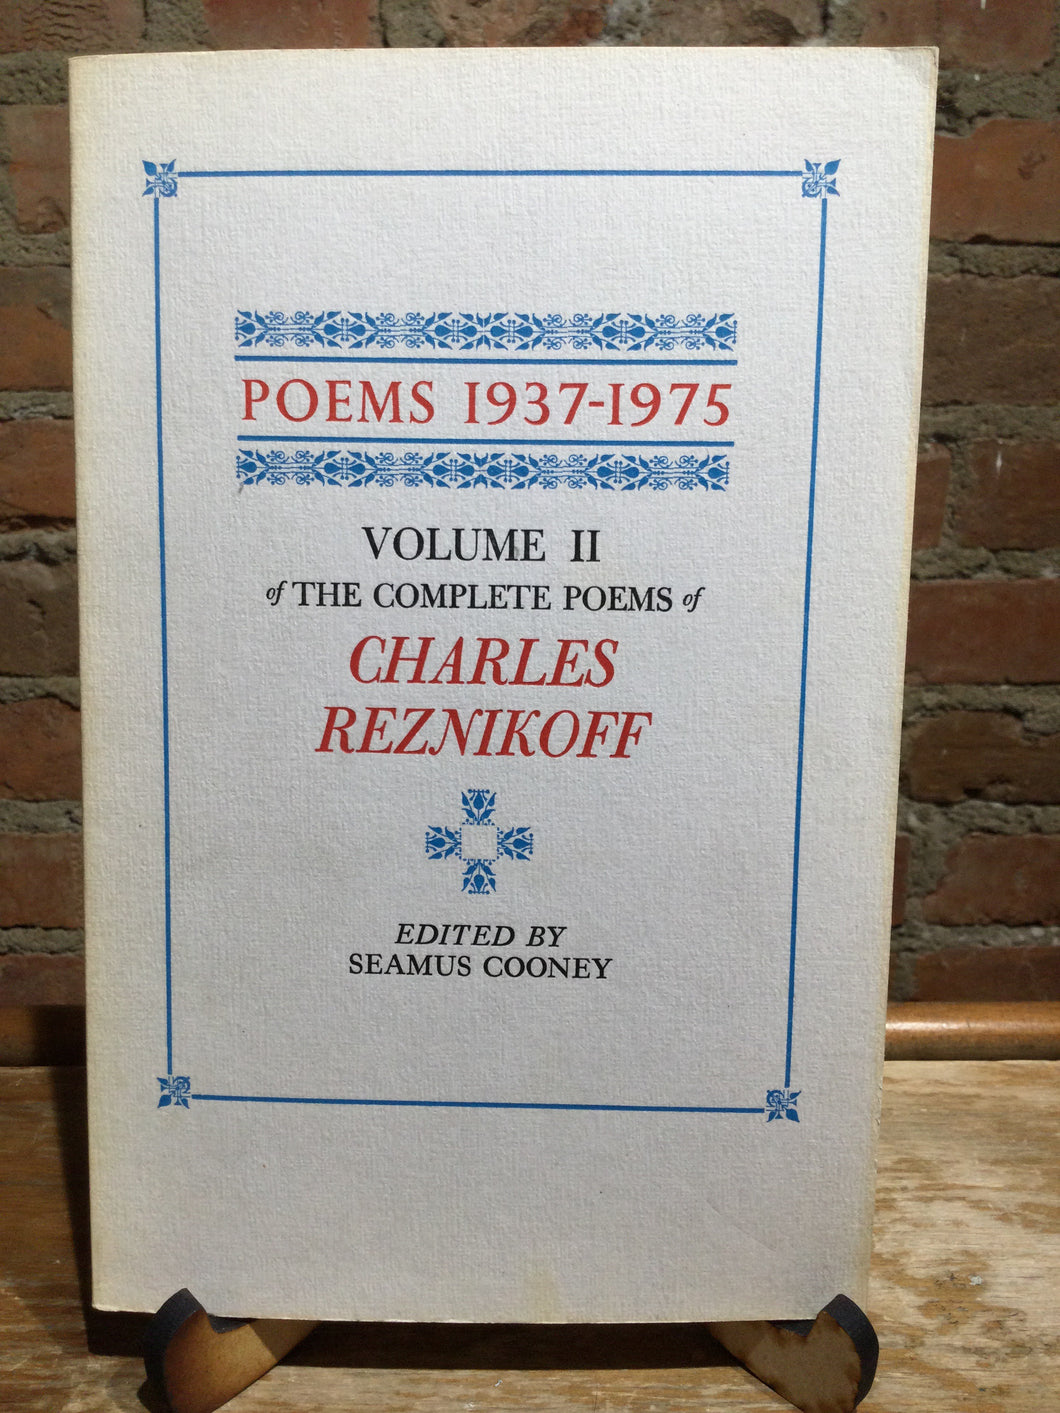 POEMS 1937-1975
VOLUME II
of THE COMPLETE POEMS of
CHARLES
REZNIKOFF
EDITED BY
SEAMUS COONEY